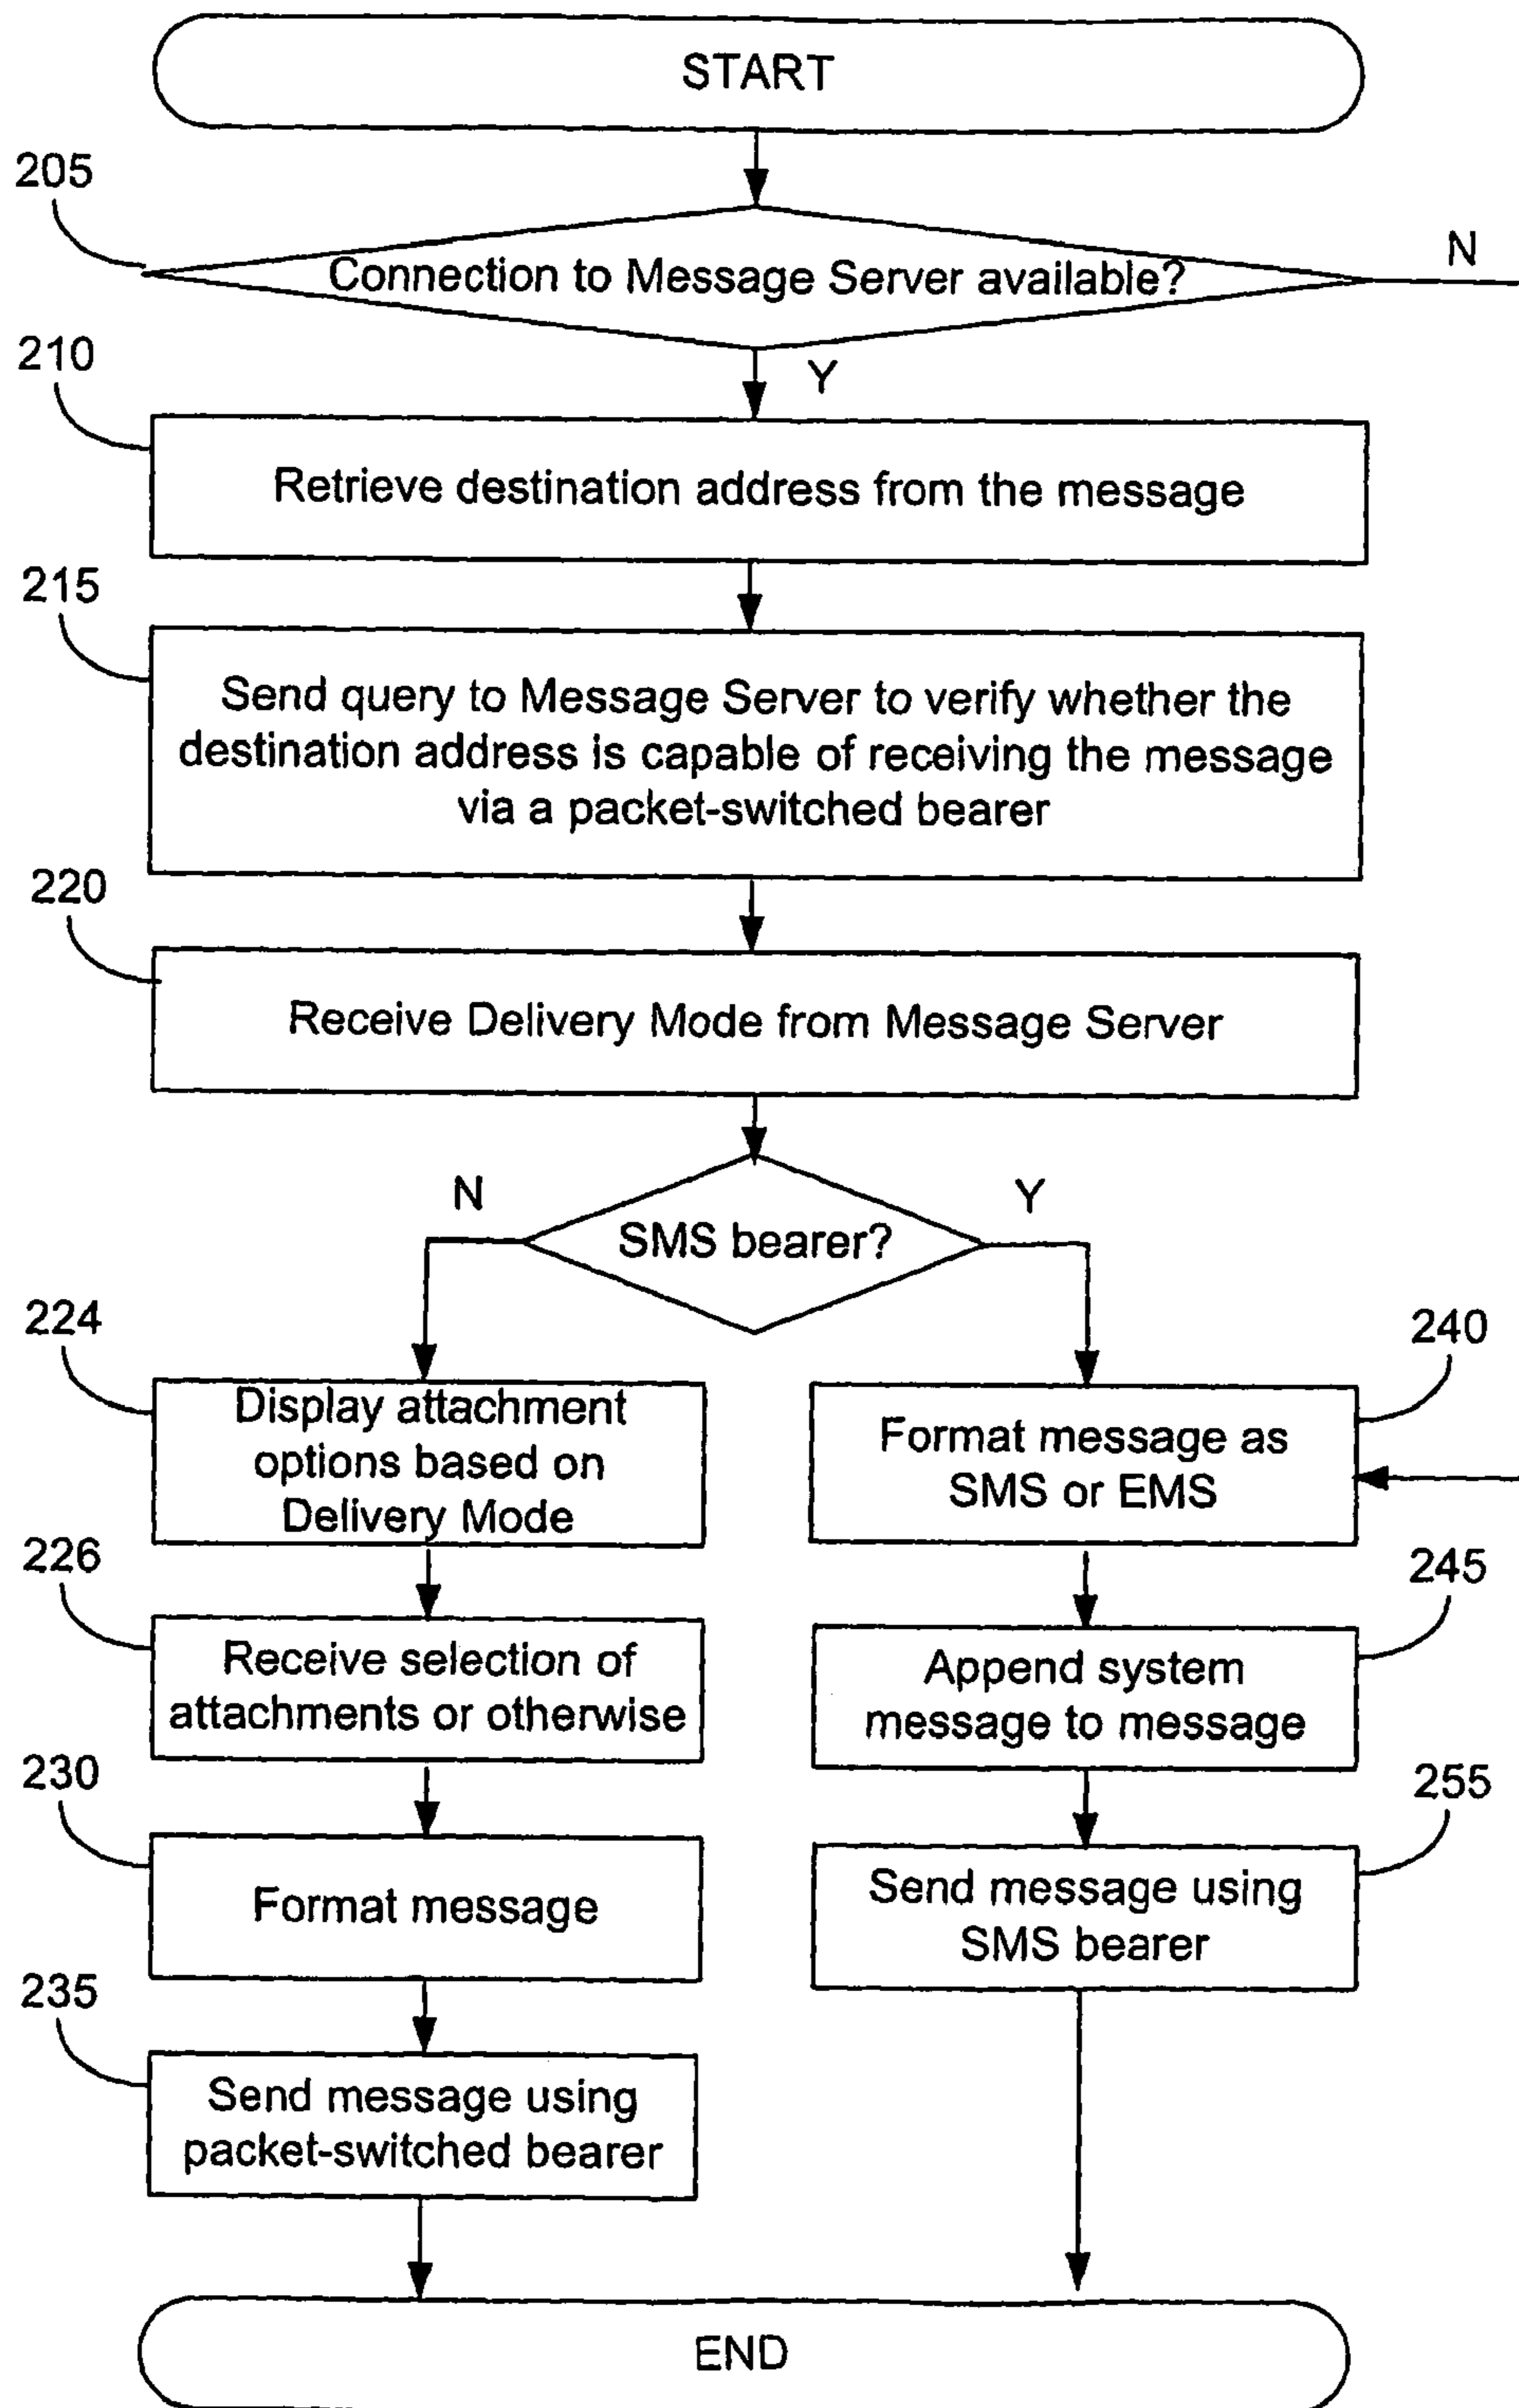 START
205
Connection to Message Server available?
N
Y
210
Retrieve destination address from the message
215
Send query to Message Server to verify whether the
destination address is capable of receiving the message
via a packet-switched bearer
220
Receive Delivery Mode from Message Server
N
SMS bearer?
Y
224
Display attachment
options based on
Delivery Mode
226
Receive selection of
attachments or otherwise
230
Format message
235
Send message using
packet-switched bearer
240
Format message as
SMS or EMS
245
Append system
message to message
255
Send message using
SMS bearer
END